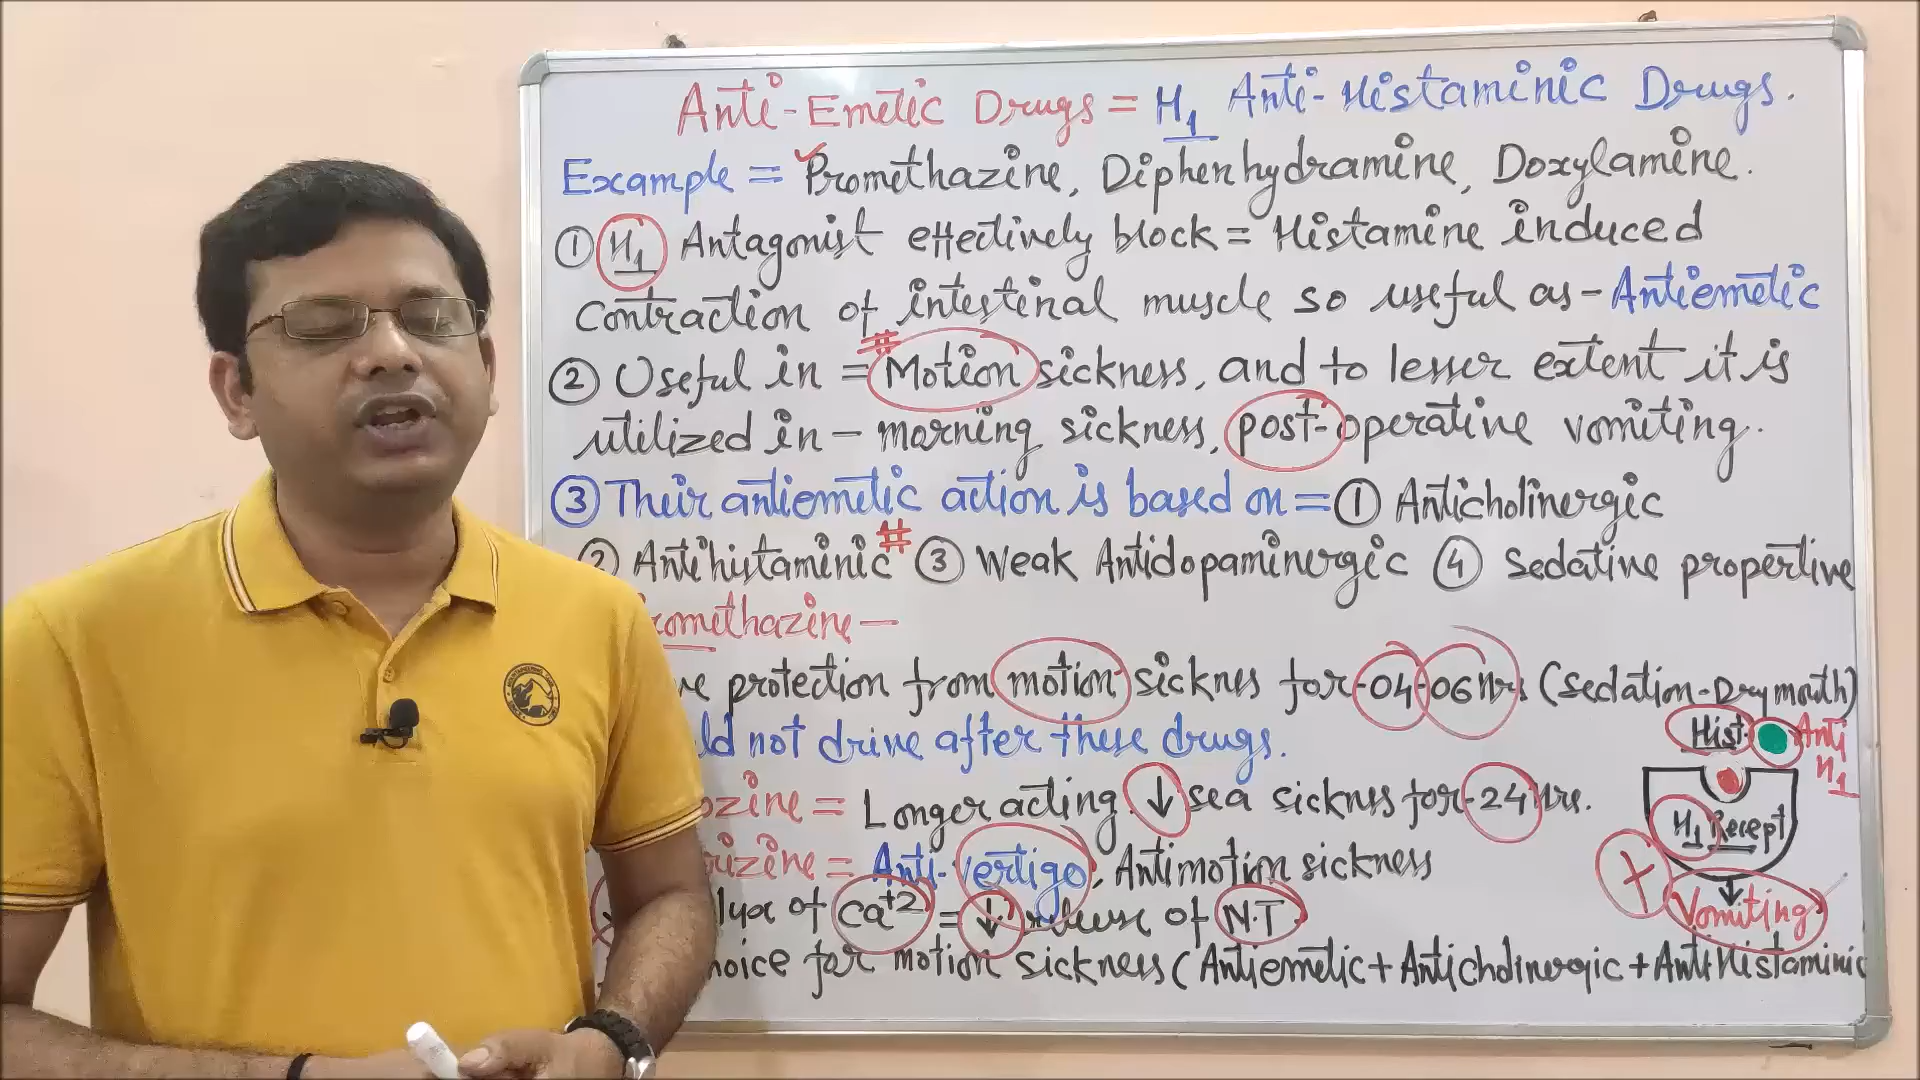 Anti-Emetic Drugs = H1 Anti-Histaminic Drugs.
Example = Promethazine, Diphenhydramine, Doxylamine.
① H1 Antagonist effectively block = Histamine induced
contraction of intestinal muscle so useful as - Antiemetic
② Useful in = Motion sickness, and to lesser extent it is
utilized in - morning sickness, post-operative vomiting.
③ Their antiemetic action is based on = ① Anticholinergic
② Antihistaminic # ③ Weak Antidopaminergic ④ Sedative propertive
omethazine —
protection from motion sicknes for - 04-06 Hrs (Sedation - Dry mouth)
ld not drive after these drugs.
Hist Anti H1
zine = Longer acting ↓ sea sicknes for - 24 Hrs.
H1 Recept
izine = Anti-vertigo, Antimotion sickness
of Ca+2 = ↓ of N.T
+ Vomiting
hoice for motion sickness (Antiemetic + Anticholinergic + AntiHistaminic